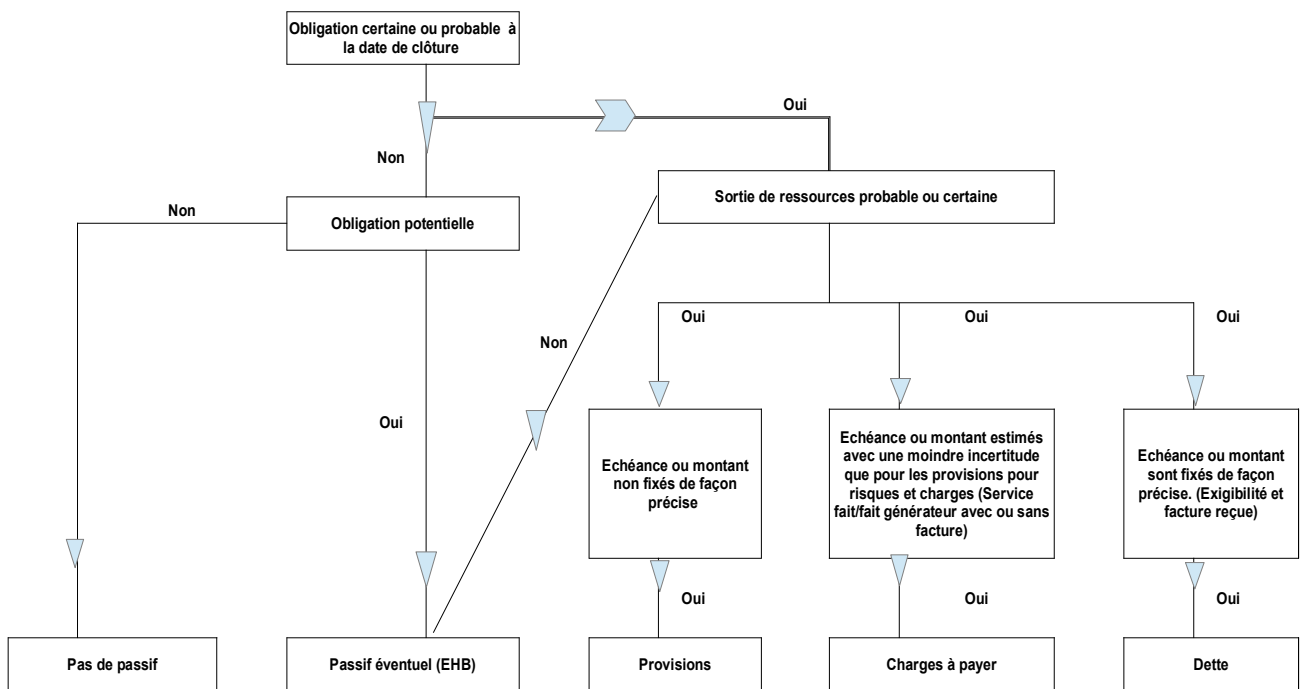 Obligation certaine ou probable à
la date de clôture
Oui
Non
Sortie de ressources probable ou certaine
Non
Obligation potentielle
Oui
Oui
Oui
Non
Oui
Echéance ou montant
non fixés de façon
précise
Echéance ou montant estimés
avec une moindre incertitude
que pour les provisions pour
risques et charges (Service
fait/fait générateur avec ou sans
facture)
Echéance ou montant
sont fixés de façon
précise. (Exigibilité et
facture reçue)
Oui
Oui
Oui
Pas de passif
Passif éventuel (EHB)
Provisions
Charges à payer
Dette